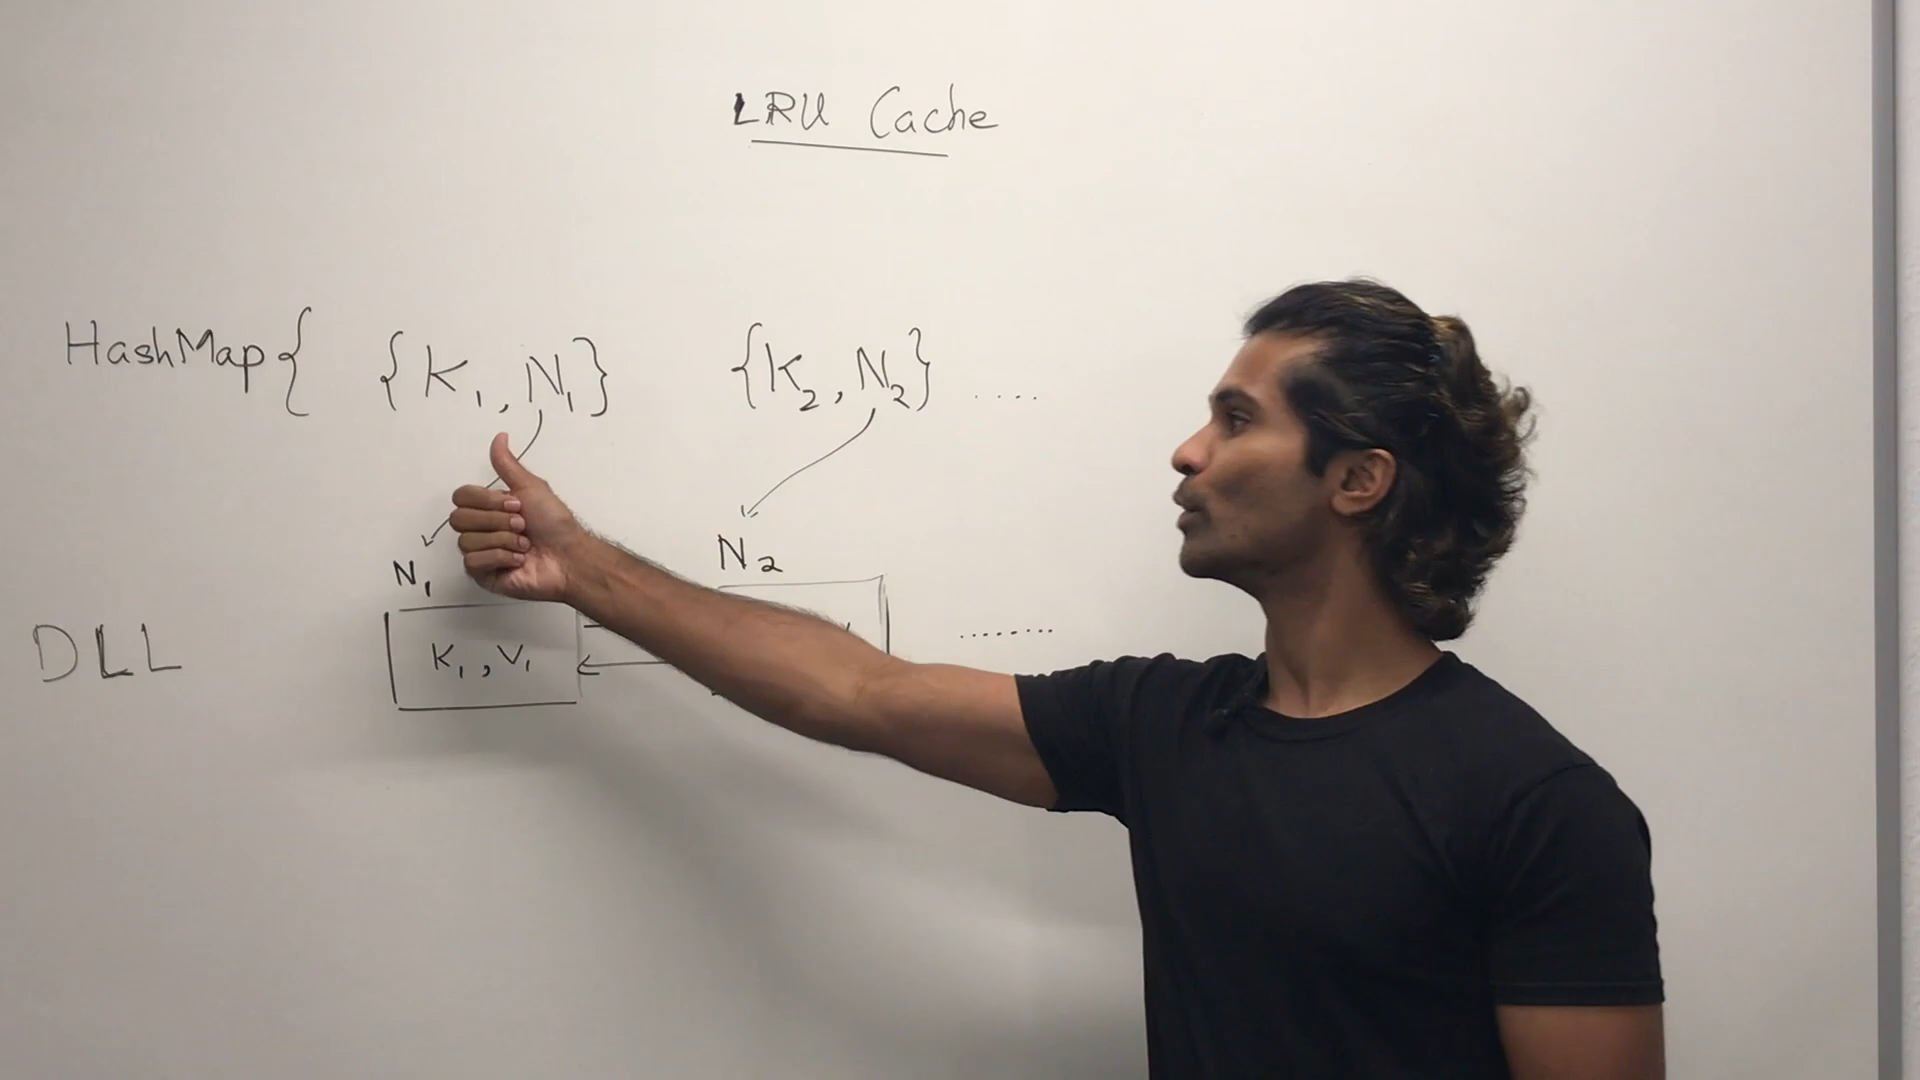 LRU Cache
HashMap{ {K₁, N₁} {K₂, N₂} ....
N₁ N₂
DLL K₁, V₁ ........